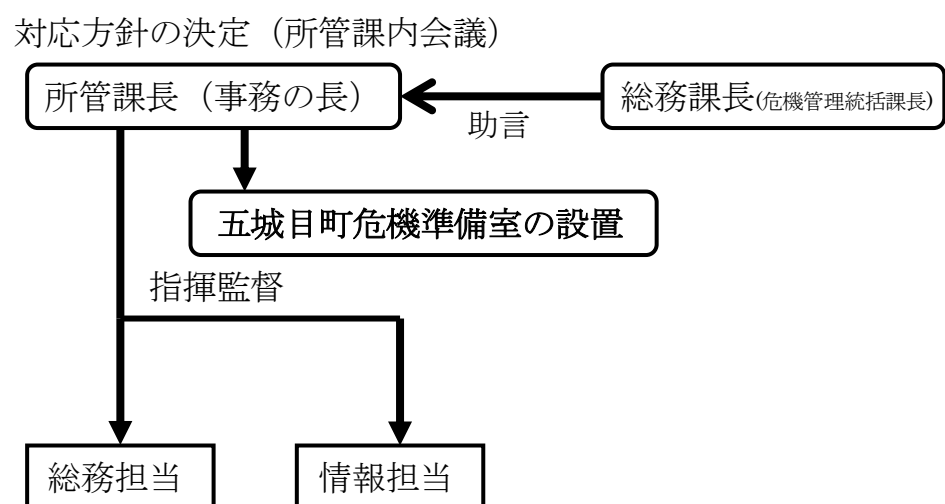 対応方針の決定（所管課内会議）
所管課長（事務の長）
総務課長(危機管理統括課長)
助言
五城目町危機準備室の設置
指揮監督
総務担当
情報担当